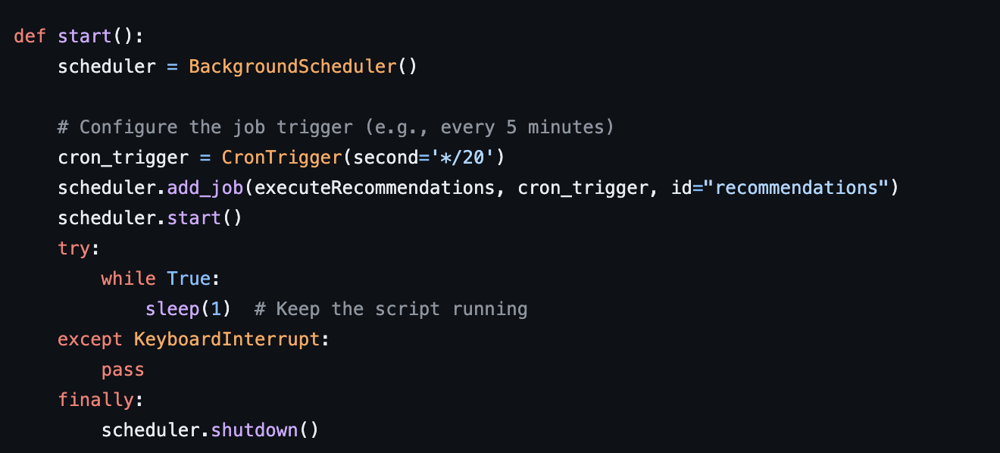 def start():
    scheduler = BackgroundScheduler()

    # Configure the job trigger (e.g., every 5 minutes)
    cron_trigger = CronTrigger(second='*/20')
    scheduler.add_job(executeRecommendations, cron_trigger, id="recommendations")
    scheduler.start()
    try:
        while True:
            sleep(1)  # Keep the script running
    except KeyboardInterrupt:
        pass
    finally:
        scheduler.shutdown()